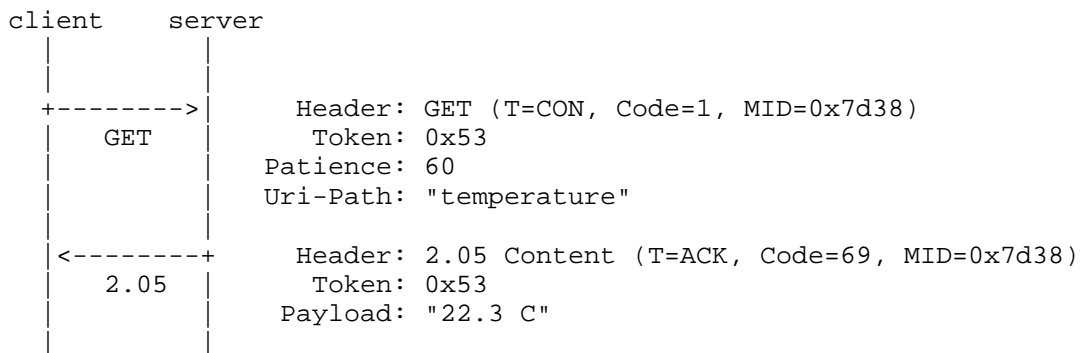 client     server
  |          |
  |          |
  +--------->|     Header: GET (T=CON, Code=1, MID=0x7d38)
  |   GET    |      Token: 0x53
  |          |   Patience: 60
  |          |   Uri-Path: "temperature"
  |          |
  |<---------+     Header: 2.05 Content (T=ACK, Code=69, MID=0x7d38)
  |   2.05   |      Token: 0x53
  |          |    Payload: "22.3 C"
  |          |